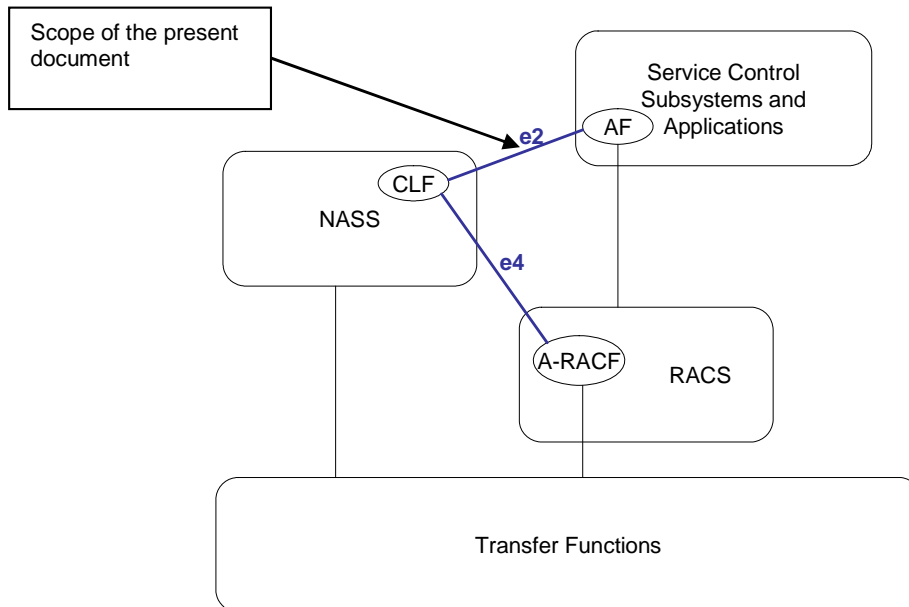 Scope of the present
document
Service Control
Subsystems and
Applications
AF
e2
CLF
NASS
e4
A-RACF
RACS
Transfer Functions